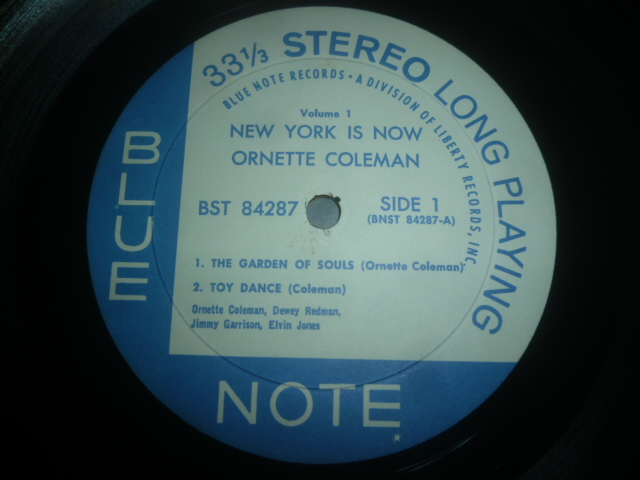 33⅓ STEREO LONG PLAYING
BLUE NOTE RECORDS • A DIVISION OF LIBERTY RECORDS, INC
Volume 1
NEW YORK IS NOW
ORNETTE COLEMAN
BST 84287
SIDE 1
(BNST 84287-A)
1. THE GARDEN OF SOULS (Ornette Coleman)
2. TOY DANCE (Coleman)
Ornette Coleman, Dewey Redman,
Jimmy Garrison, Elvin Jones
BLUE
NOTE